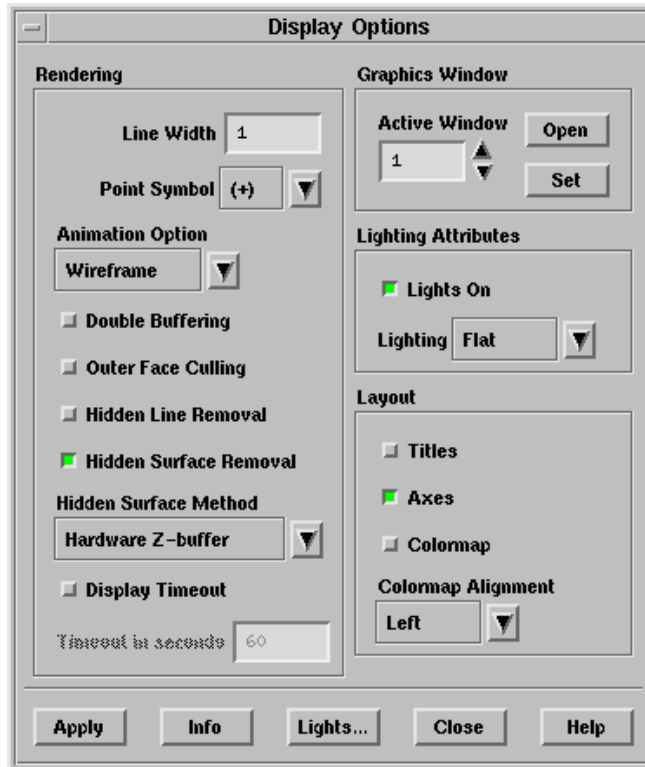 Display Options
Rendering
Line Width 1
Point Symbol (+)
Animation Option
Wireframe
Double Buffering
Outer Face Culling
Hidden Line Removal
Hidden Surface Removal
Hidden Surface Method
Hardware Z-buffer
Display Timeout
Timeout in seconds 60
Graphics Window
Active Window
1
Open
Set
Lighting Attributes
Lights On
Lighting Flat
Layout
Titles
Axes
Colormap
Colormap Alignment
Left
Apply Info Lights... Close Help